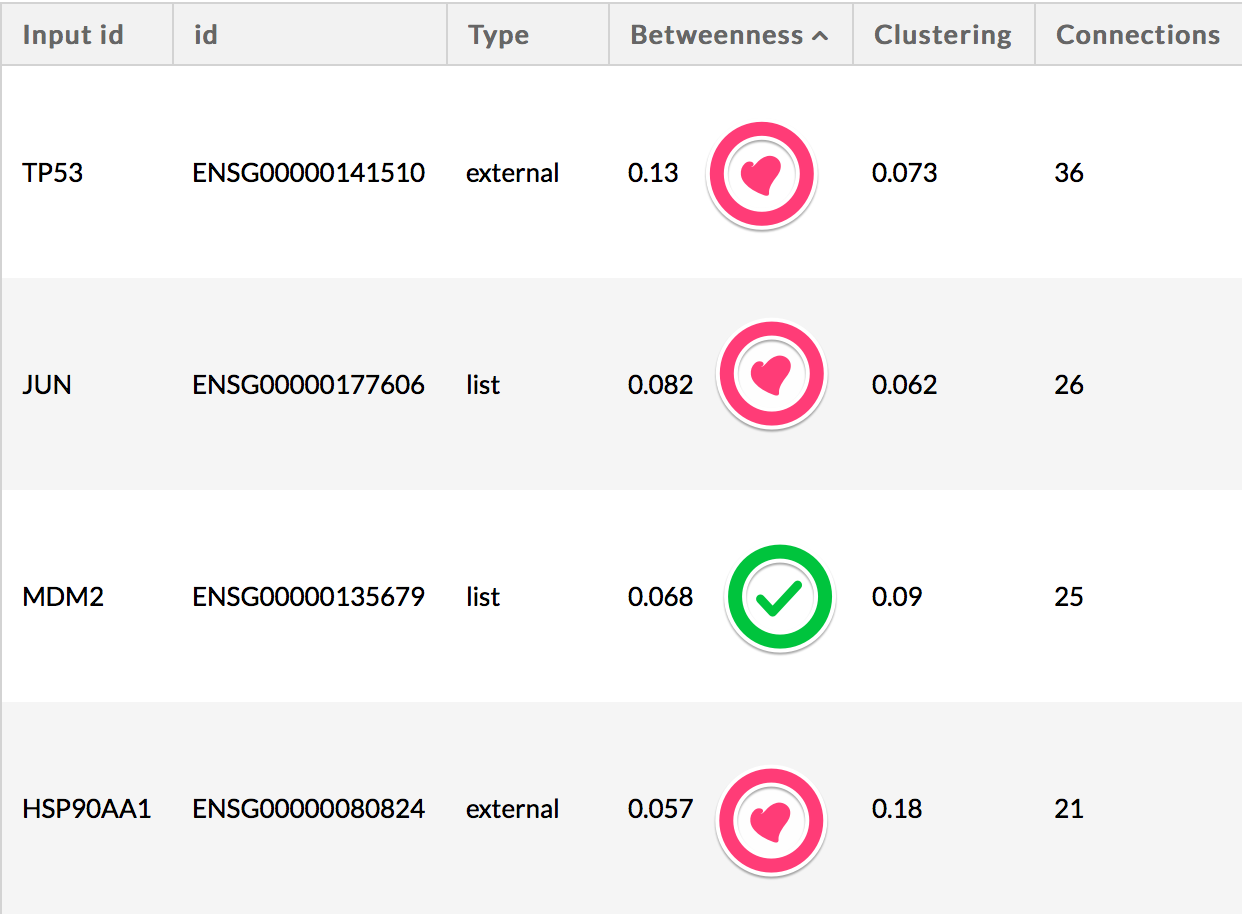 Input id id Type Betweenness Clustering Connections
TP53 ENSG00000141510 external 0.13 0.073 36
JUN ENSG00000177606 list 0.082 0.062 26
MDM2 ENSG00000135679 list 0.068 0.09 25
HSP90AA1 ENSG00000080824 external 0.057 0.18 21